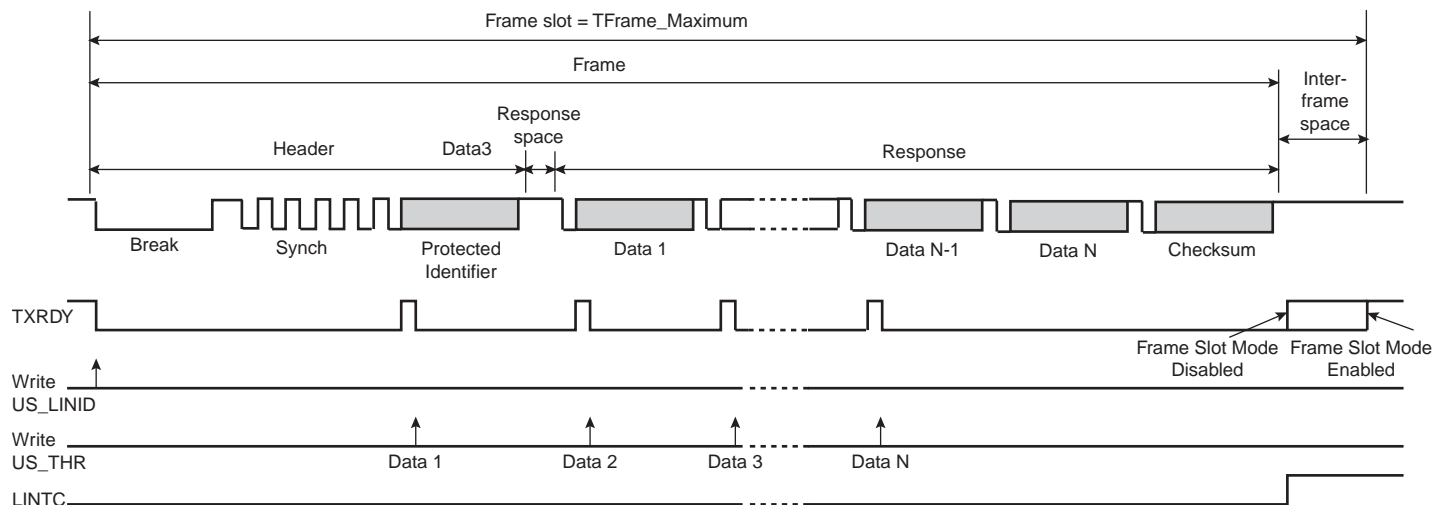 Frame slot = TFrame_Maximum
Frame
Inter-
frame
space
Response
space
Header
Data3
Response
Break
Synch
Protected
Identifier
Data 1
Data N-1
Data N
Checksum
TXRDY
Frame Slot Mode
Disabled
Frame Slot Mode
Enabled
Write
US_LINID
Write
US_THR
Data 1
Data 2
Data 3
Data N
LINTC